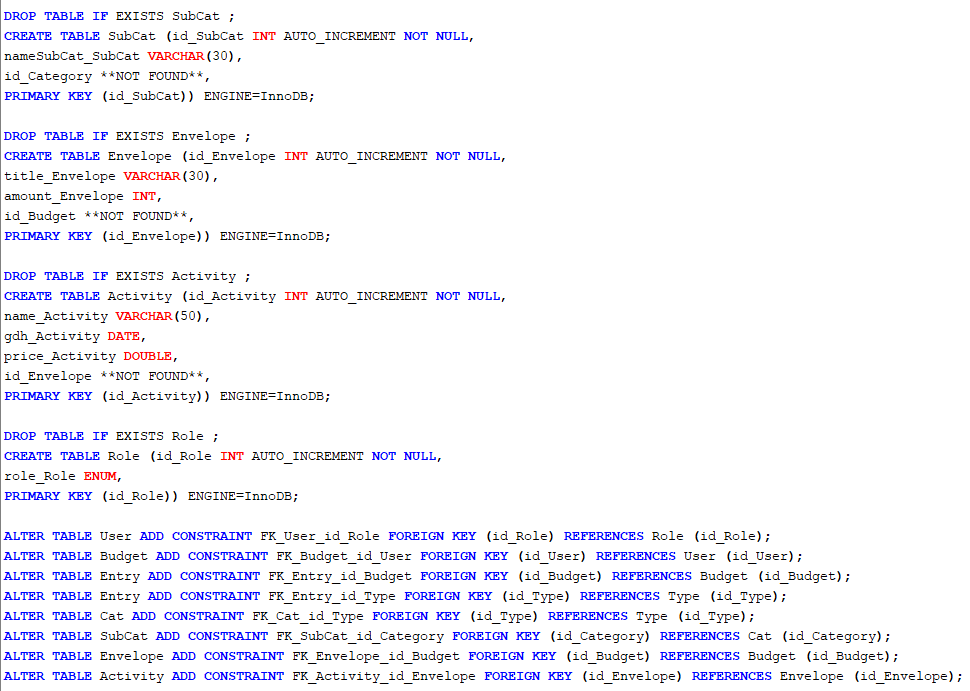 DROP TABLE IF EXISTS SubCat ;
CREATE TABLE SubCat (id_SubCat INT AUTO_INCREMENT NOT NULL,
nameSubCat_SubCat VARCHAR(30),
id_Category **NOT FOUND**,
PRIMARY KEY (id_SubCat)) ENGINE=InnoDB;

DROP TABLE IF EXISTS Envelope ;
CREATE TABLE Envelope (id_Envelope INT AUTO_INCREMENT NOT NULL,
title_Envelope VARCHAR(30),
amount_Envelope INT,
id_Budget **NOT FOUND**,
PRIMARY KEY (id_Envelope)) ENGINE=InnoDB;

DROP TABLE IF EXISTS Activity ;
CREATE TABLE Activity (id_Activity INT AUTO_INCREMENT NOT NULL,
name_Activity VARCHAR(50),
gdh_Activity DATE,
price_Activity DOUBLE,
id_Envelope **NOT FOUND**,
PRIMARY KEY (id_Activity)) ENGINE=InnoDB;

DROP TABLE IF EXISTS Role ;
CREATE TABLE Role (id_Role INT AUTO_INCREMENT NOT NULL,
role_Role ENUM,
PRIMARY KEY (id_Role)) ENGINE=InnoDB;

ALTER TABLE User ADD CONSTRAINT FK_User_id_Role FOREIGN KEY (id_Role) REFERENCES Role (id_Role);
ALTER TABLE Budget ADD CONSTRAINT FK_Budget_id_User FOREIGN KEY (id_User) REFERENCES User (id_User);
ALTER TABLE Entry ADD CONSTRAINT FK_Entry_id_Budget FOREIGN KEY (id_Budget) REFERENCES Budget (id_Budget);
ALTER TABLE Entry ADD CONSTRAINT FK_Entry_id_Type FOREIGN KEY (id_Type) REFERENCES Type (id_Type);
ALTER TABLE Cat ADD CONSTRAINT FK_Cat_id_Type FOREIGN KEY (id_Type) REFERENCES Type (id_Type);
ALTER TABLE SubCat ADD CONSTRAINT FK_SubCat_id_Category FOREIGN KEY (id_Category) REFERENCES Cat (id_Category);
ALTER TABLE Envelope ADD CONSTRAINT FK_Envelope_id_Budget FOREIGN KEY (id_Budget) REFERENCES Budget (id_Budget);
ALTER TABLE Activity ADD CONSTRAINT FK_Activity_id_Envelope FOREIGN KEY (id_Envelope) REFERENCES Envelope (id_Envelope);